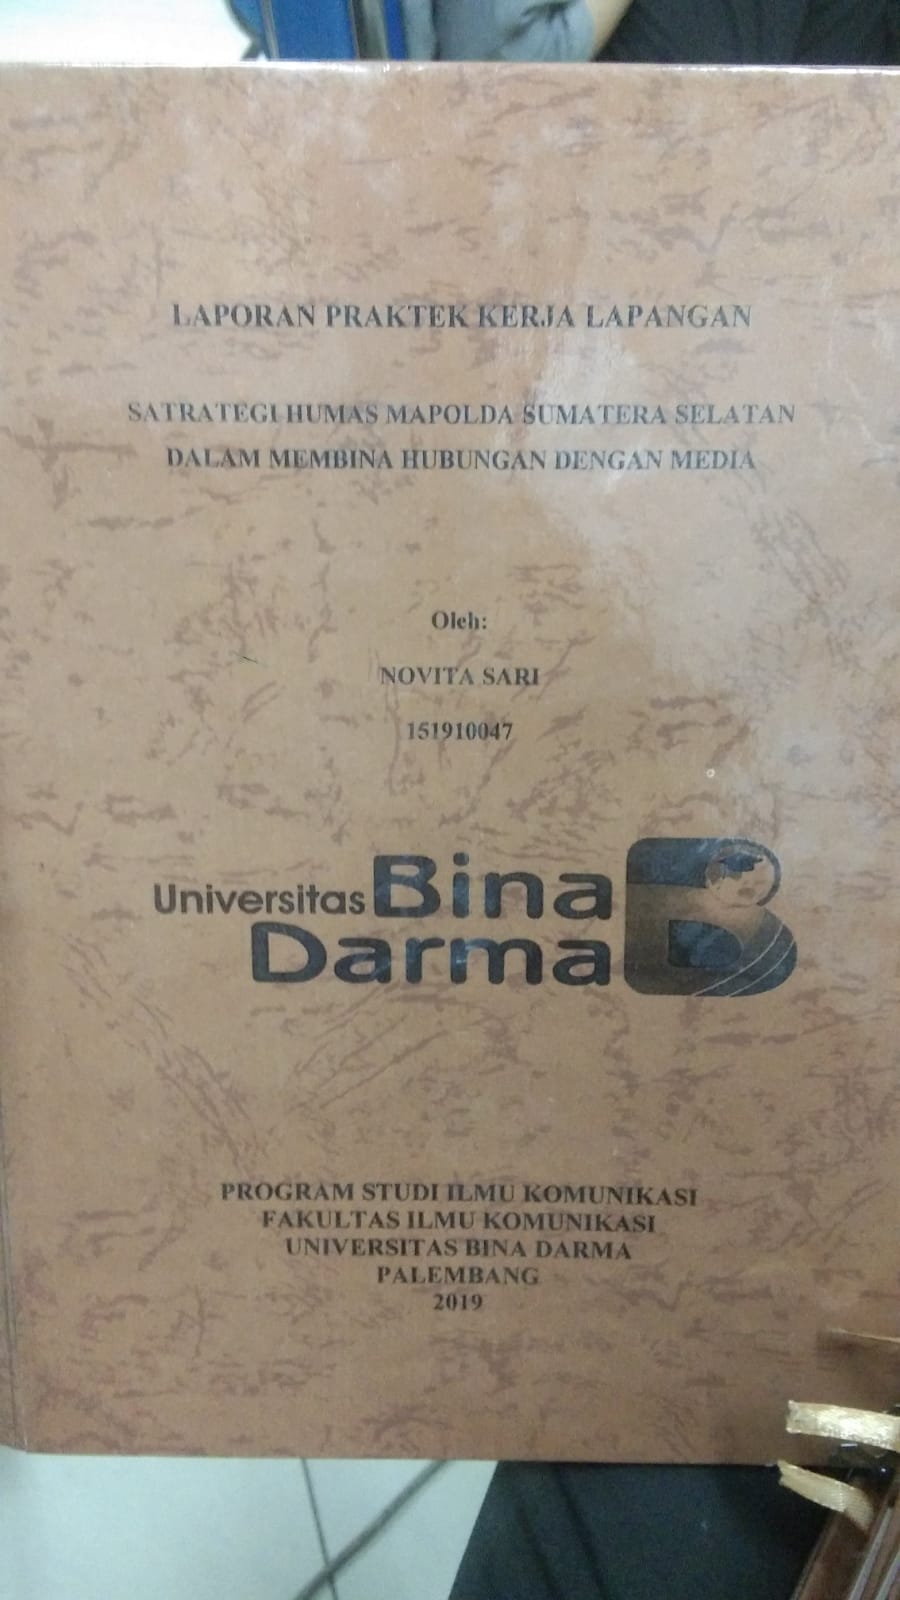 LAPORAN PRAKTEK KERJA LAPANGAN
SATRATEGI HUMAS MAPOLDA SUMATERA SELATAN
DALAM MEMBINA HUBUNGAN DENGAN MEDIA
Oleh:
NOVITA SARI
151910047
Universitas Bina
Darma
PROGRAM STUDI ILMU KOMUNIKASI
FAKULTAS ILMU KOMUNIKASI
UNIVERSITAS BINA DARMA
PALEMBANG
2019